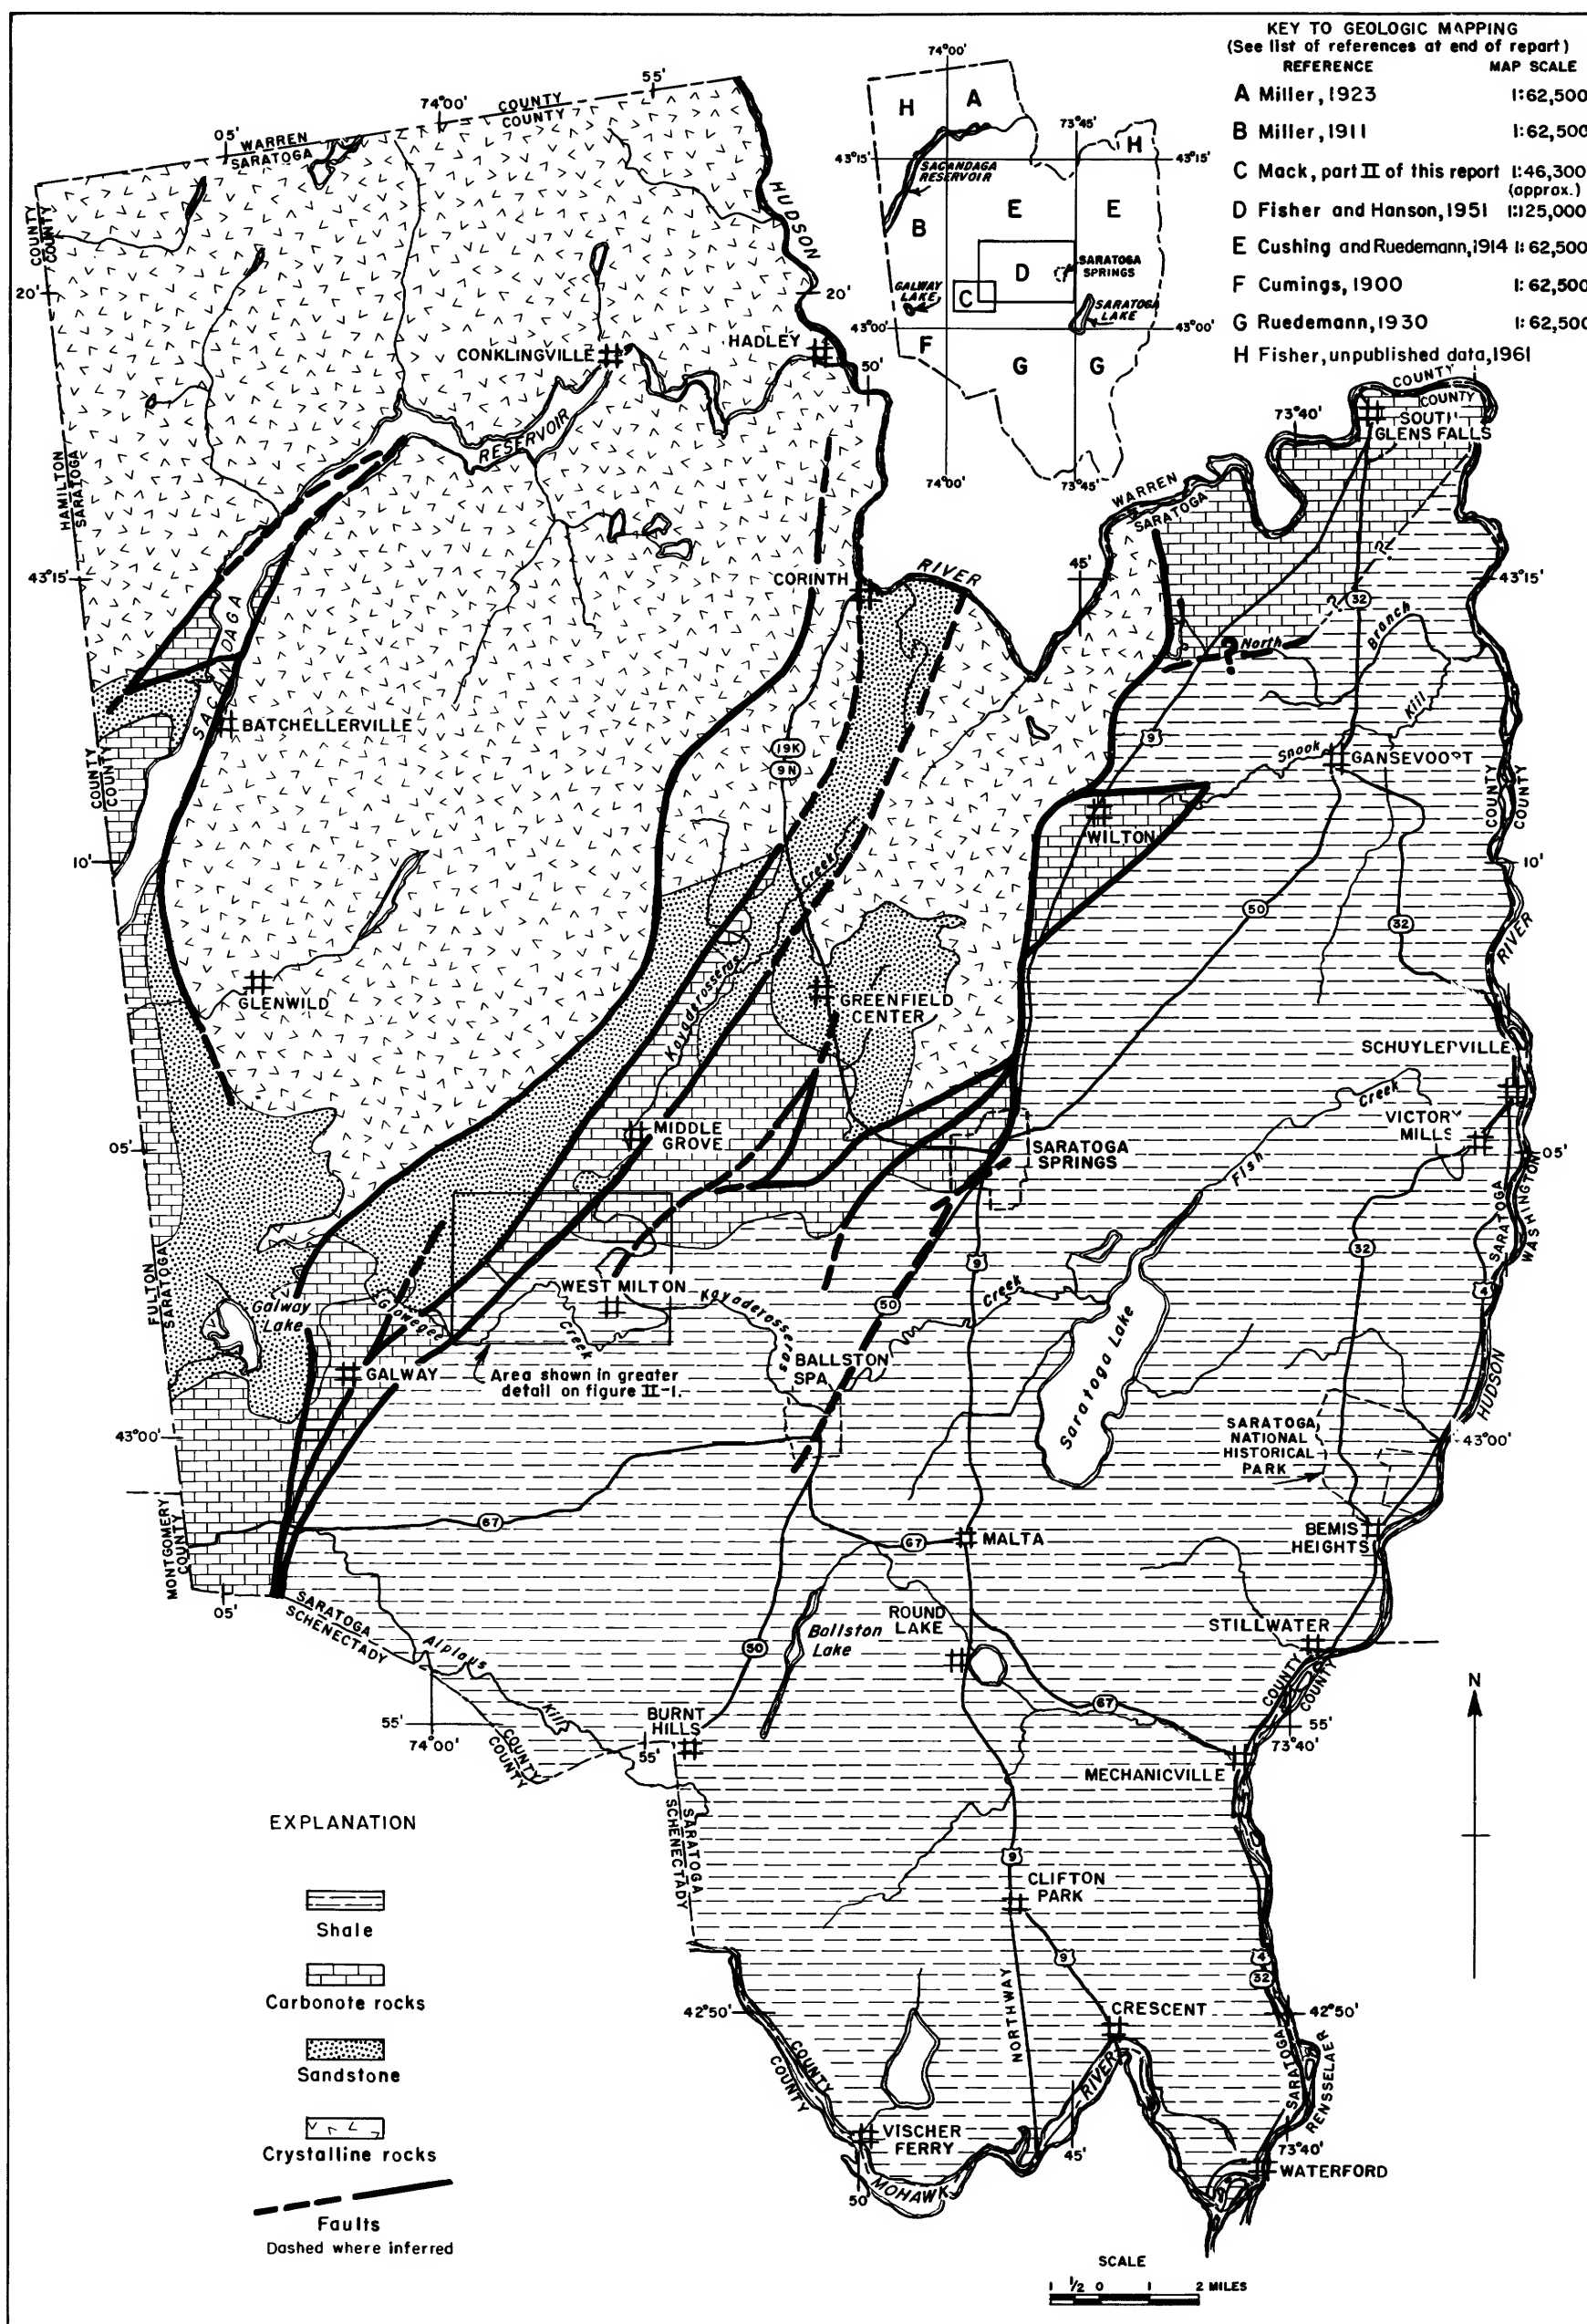 KEY TO GEOLOGIC MAPPING
(See list of references at end of report)
REFERENCE MAP SCALE
A Miller, 1923 1:62,500
B Miller, 1911 1:62,500
C Mack, part II of this report 1:46,300
(approx.)
D Fisher and Hanson, 1951 1:125,000
E Cushing and Ruedemann, 1914 1:62,500
F Cumings, 1900 1:62,500
G Ruedemann, 1930 1:62,500
H Fisher, unpublished data, 1961
74°00'
H
A
73°45'
H
43°15'
43°15'
SACANDAGA
RESERVOIR
B
E
E
D
SARATOGA
SPRINGS
GALWAY
LAKE
C
SARATOGA
LAKE
43°00'
43°00'
F
G
G
74°00'
73°45'
55'
74°00'
COUNTY
COUNTY
05'
WARREN
SARATOGA
HUDSON
COUNTY
COUNTY
20'
20'
CONKLINGVILLE
HADLEY
50'
RESERVOIR
HAMILTON
SARATOGA
COUNTY
COUNTY
73°40'
SOUTH
GLENS FALLS
WARREN
SARATOGA
43°15'
CORINTH
RIVER
45'
?
43°15'
32
?
North
Branch
?
SACANDAGA
BATCHELLERVILLE
19K
9N
9
Snook
Kill
GANSEVOORT
COUNTY
COUNTY
COUNTY
COUNTY
WILTON
10'
10'
Creek
50
32
RIVER
Kayaderosseras
GLENWILD
GREENFIELD
CENTER
SCHUYLERVILLE
Creek
MIDDLE
GROVE
VICTORY
MILLS
05'
SARATOGA
SPRINGS
05'
Fish
FULTON
SARATOGA
SARATOGA
WASHINGTON
32
9
Galway
Lake
Glowegee
WEST MILTON
Kayaderosseras
50
Creek
4
Creek
Saratoga Lake
GALWAY
Area shown in greater
detail on figure II-1.
BALLSTON
SPA
HUDSON
SARATOGA
NATIONAL
HISTORICAL
PARK
43°00'
43°00'
MONTGOMERY
COUNTY
67
67
MALTA
BEMIS
HEIGHTS
05'
SARATOGA
SCHENECTADY
ROUND
LAKE
Ballston
Lake
STILLWATER
Alplaus
50
COUNTY
COUNTY
N
Kill
BURNT
HILLS
67
55'
74°00'
COUNTY
COUNTY
55'
55'
73°40'
MECHANICVILLE
SARATOGA
SCHENECTADY
EXPLANATION
9
CLIFTON
PARK
Shale
9
4
32
Carbonate rocks
NORTHWAY
42°50'
CRESCENT
42°50'
COUNTY
COUNTY
RIVER
SARATOGA
RENSSELAER
Sandstone
VISCHER
FERRY
45'
73°40'
WATERFORD
Crystalline rocks
50'
MOHAWK
Faults
Dashed where inferred
SCALE
1 1/2 0 1 2 MILES